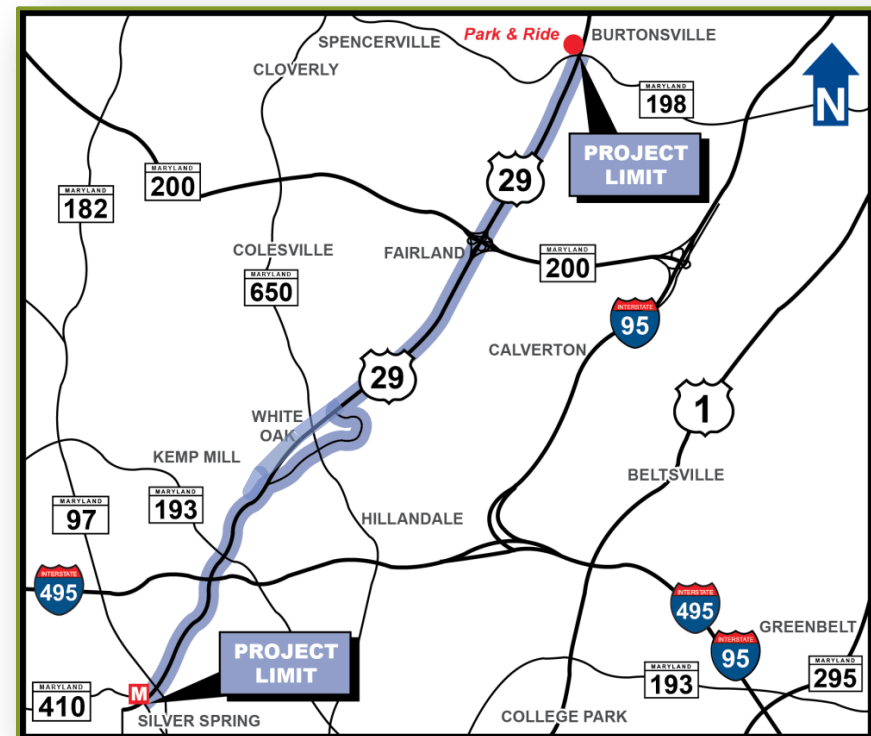 Park & Ride
BURTONSVILLE
SPENCERVILLE
CLOVERLY
N
MARYLAND
198
PROJECT
LIMIT
MARYLAND
200
29
MARYLAND
182
COLESVILLE
FAIRLAND
MARYLAND
200
MARYLAND
650
INTERSTATE
95
CALVERTON
29
1
WHITE
OAK
KEMP MILL
BELTSVILLE
MARYLAND
97
MARYLAND
193
HILLANDALE
INTERSTATE
495
INTERSTATE
495
GREENBELT
PROJECT
LIMIT
INTERSTATE
95
MARYLAND
410
M
MARYLAND
193
MARYLAND
295
SILVER SPRING
COLLEGE PARK